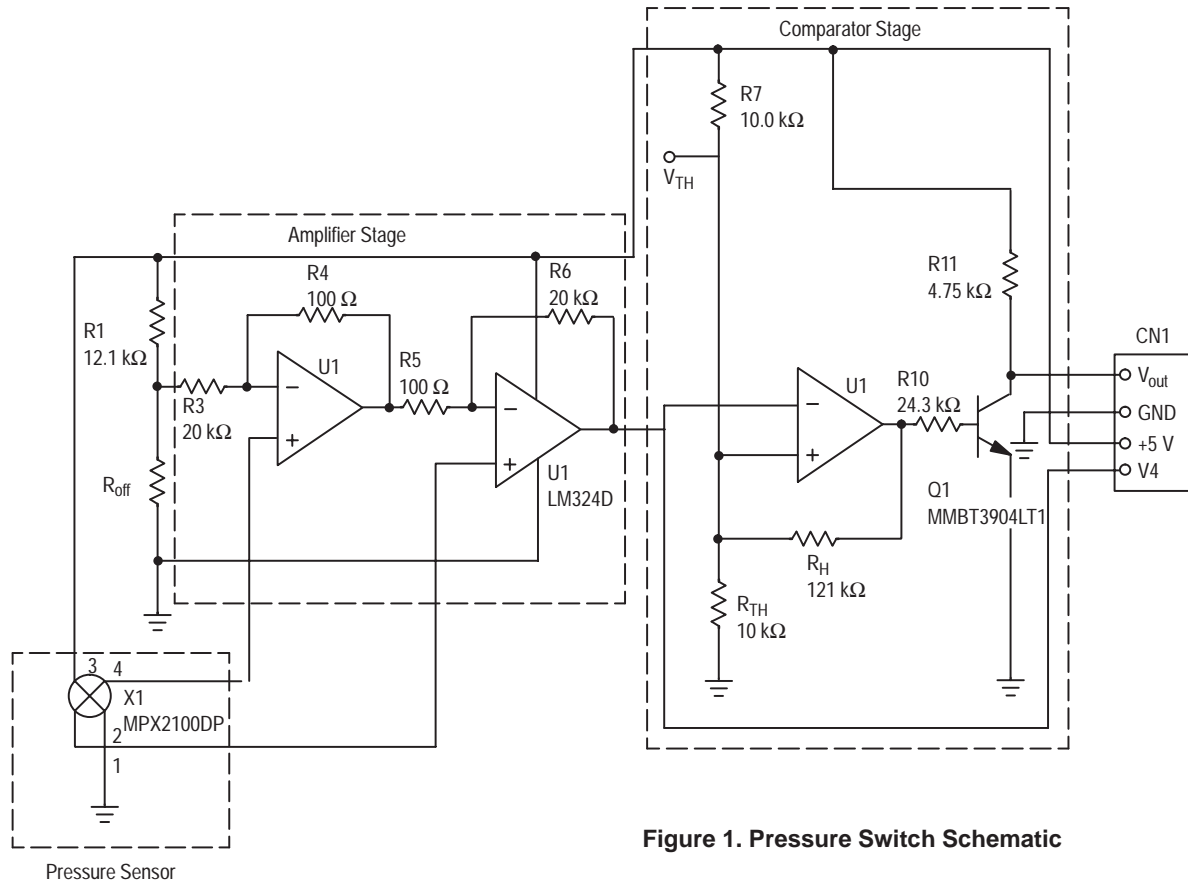 Comparator Stage
R7
10.0 kΩ
V_TH
Amplifier Stage
R4
100 Ω
R6
20 kΩ
R11
4.75 kΩ
R1
12.1 kΩ
U1
R5
100 Ω
CN1
V_out
GND
+5 V
V4
R3
20 kΩ
U1
R10
24.3 kΩ
−
+
−
+
−
+
R_off
U1
LM324D
Q1
MMBT3904LT1
R_H
121 kΩ
R_TH
10 kΩ
3
4
X1
MPX2100DP
2
1
Pressure Sensor
Figure 1. Pressure Switch Schematic